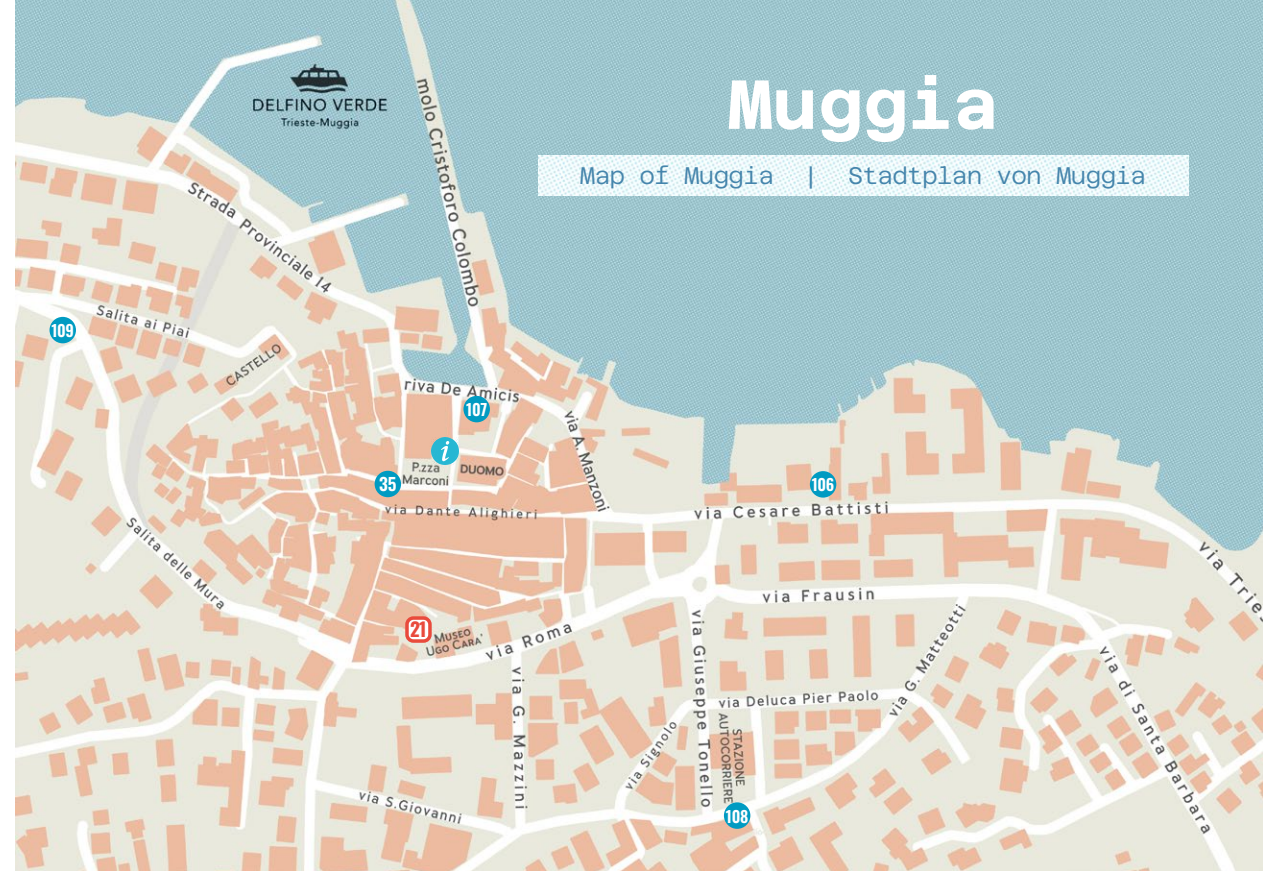 Muggia
Map of Muggia | Stadtplan von Muggia
DELFINO VERDE
Trieste-Muggia
molo Cristoforo Colombo
Strada Provinciale 14
Salita ai Piai
109
CASTELLO
riva De Amicis
107
i
P.zza
Marconi
DUOMO
35
via A. Manzoni
via Dante Alighieri
106
via Cesare Battisti
via Tries
Salita delle Mura
via Frausin
21
MUSEO
UGO CARA'
via Roma
via G. Mazzini
via Giuseppe Tonello
via G. Matteotti
via Deluca Pier Paolo
via di Santa Barbara
via Signolo
STAZIONE
AUTOCORRIERE
via S.Giovanni
108